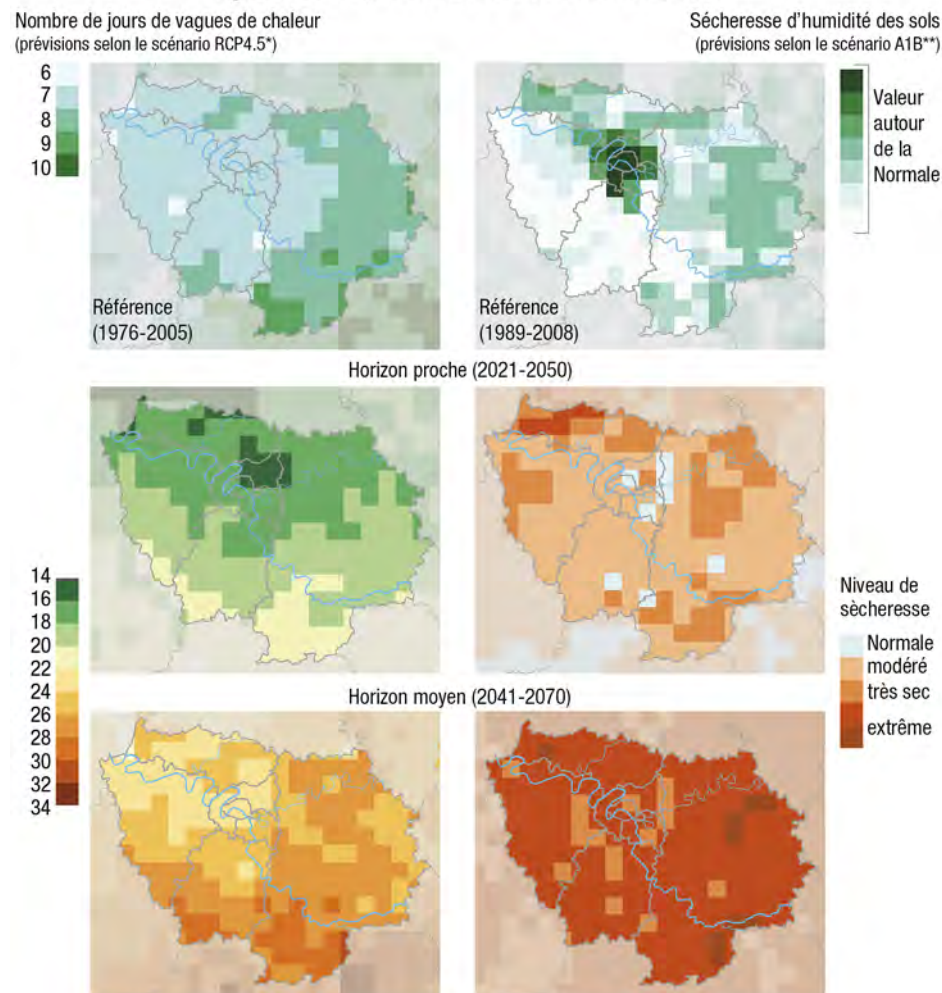 Nombre de jours de vagues de chaleur
(prévisions selon le scénario RCP4.5*)
6
7
8
9
10
Référence
(1976-2005)
Sécheresse d'humidité des sols
(prévisions selon le scénario A1B**)
Valeur
autour
de la
Normale
Référence
(1989-2008)
Horizon proche (2021-2050)
14
16
18
20
22
24
26
28
30
32
34
Niveau de
sècheresse
Normale
modéré
très sec
extrême
Horizon moyen (2041-2070)